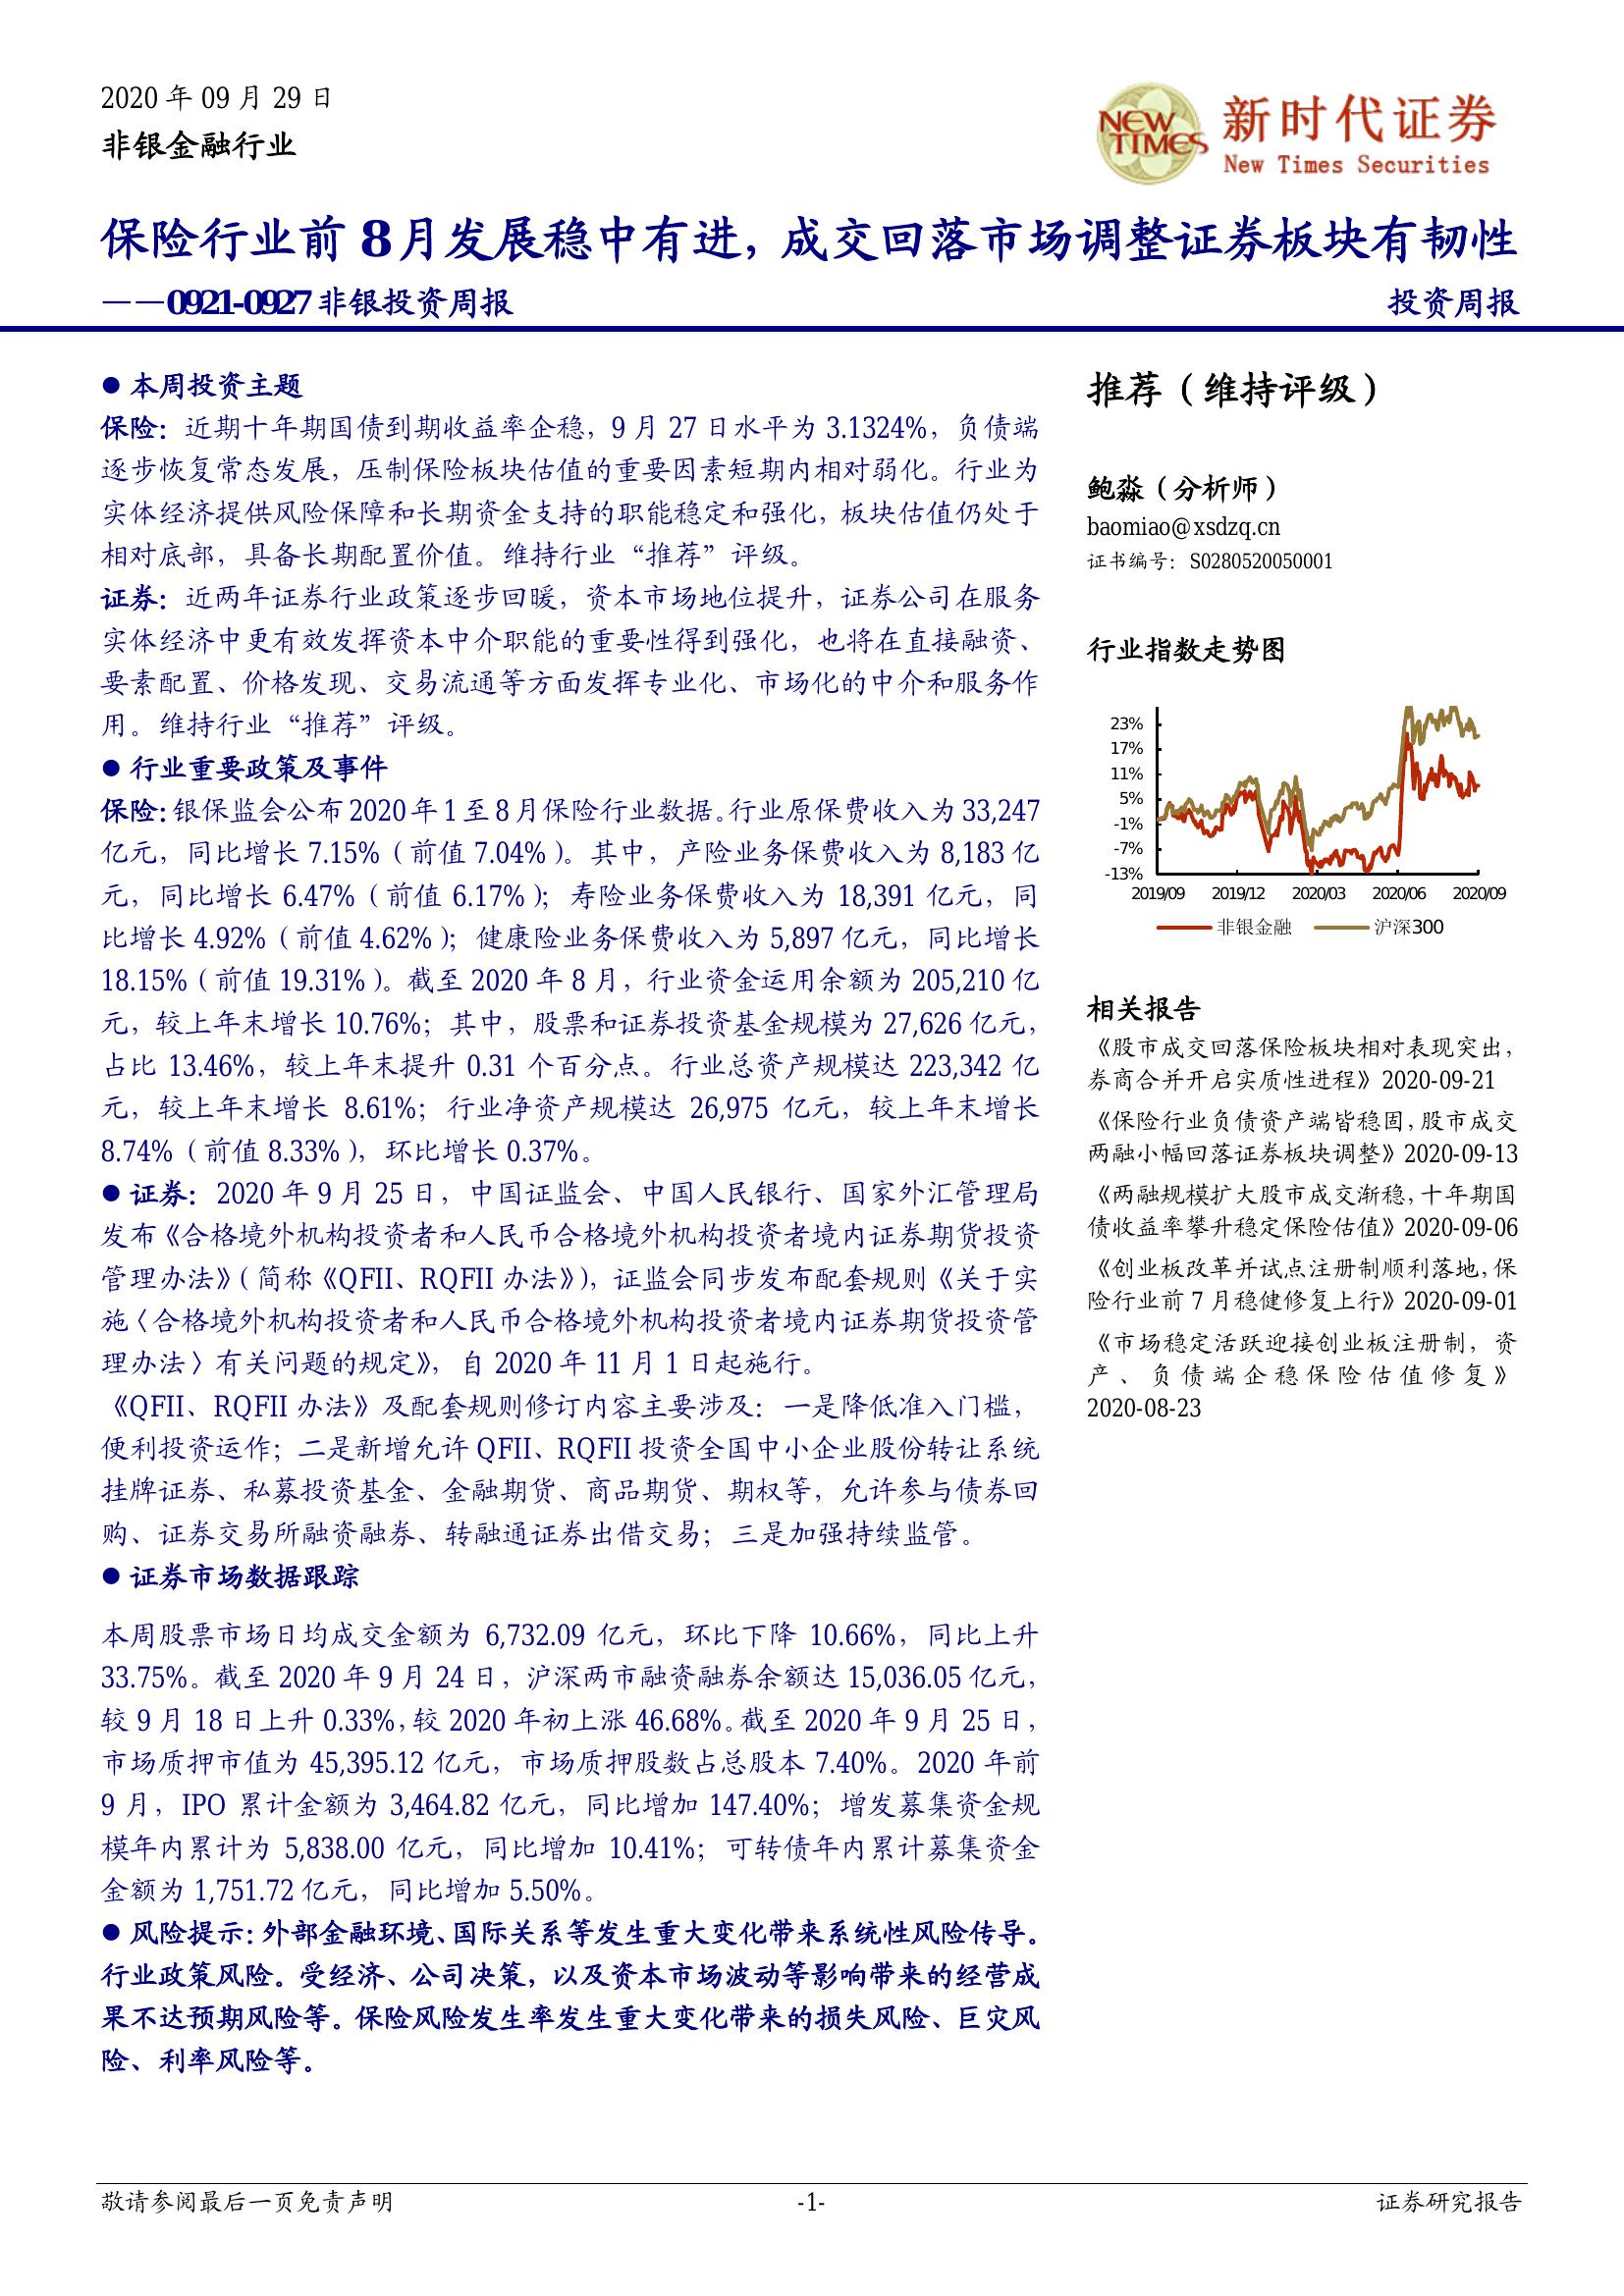 2020 年 09 月 29 日
非银金融行业
NEW TIMES
新时代证券
New Times Securities
保险行业前 8 月发展稳中有进，成交回落市场调整证券板块有韧性
——0921-0927 非银投资周报
投资周报
● 本周投资主题
保险：近期十年期国债到期收益率企稳，9 月 27 日水平为 3.1324%，负债端
逐步恢复常态发展，压制保险板块估值的重要因素短期内相对弱化。行业为
实体经济提供风险保障和长期资金支持的职能稳定和强化，板块估值仍处于
相对底部，具备长期配置价值。维持行业“推荐”评级。
证券：近两年证券行业政策逐步回暖，资本市场地位提升，证券公司在服务
实体经济中更有效发挥资本中介职能的重要性得到强化，也将在直接融资、
要素配置、价格发现、交易流通等方面发挥专业化、市场化的中介和服务作
用。维持行业“推荐”评级。
● 行业重要政策及事件
保险：银保监会公布 2020 年 1 至 8 月保险行业数据。行业原保费收入为 33,247
亿元，同比增长 7.15%（前值 7.04%）。其中，产险业务保费收入为 8,183 亿
元，同比增长 6.47%（前值 6.17%）；寿险业务保费收入为 18,391 亿元，同
比增长 4.92%（前值 4.62%）；健康险业务保费收入为 5,897 亿元，同比增长
18.15%（前值 19.31%）。截至 2020 年 8 月，行业资金运用余额为 205,210 亿
元，较上年末增长 10.76%；其中，股票和证券投资基金规模为 27,626 亿元，
占比 13.46%，较上年末提升 0.31 个百分点。行业总资产规模达 223,342 亿
元，较上年末增长 8.61%；行业净资产规模达 26,975 亿元，较上年末增长
8.74%（前值 8.33%），环比增长 0.37%。
● 证券：2020 年 9 月 25 日，中国证监会、中国人民银行、国家外汇管理局
发布《合格境外机构投资者和人民币合格境外机构投资者境内证券期货投资
管理办法》（简称《QFII、RQFII 办法》），证监会同步发布配套规则《关于实
施〈合格境外机构投资者和人民币合格境外机构投资者境内证券期货投资管
理办法〉有关问题的规定》，自 2020 年 11 月 1 日起施行。
《QFII、RQFII 办法》及配套规则修订内容主要涉及：一是降低准入门槛，
便利投资运作；二是新增允许 QFII、RQFII 投资全国中小企业股份转让系统
挂牌证券、私募投资基金、金融期货、商品期货、期权等，允许参与债券回
购、证券交易所融资融券、转融通证券出借交易；三是加强持续监管。
● 证券市场数据跟踪
本周股票市场日均成交金额为 6,732.09 亿元，环比下降 10.66%，同比上升
33.75%。截至 2020 年 9 月 24 日，沪深两市融资融券余额达 15,036.05 亿元，
较 9 月 18 日上升 0.33%，较 2020 年初上涨 46.68%。截至 2020 年 9 月 25 日，
市场质押市值为 45,395.12 亿元，市场质押股数占总股本 7.40%。2020 年前
9 月，IPO 累计金额为 3,464.82 亿元，同比增加 147.40%；增发募集资金规
模年内累计为 5,838.00 亿元，同比增加 10.41%；可转债年内累计募集资金
金额为 1,751.72 亿元，同比增加 5.50%。
● 风险提示：外部金融环境、国际关系等发生重大变化带来系统性风险传导。
行业政策风险。受经济、公司决策，以及资本市场波动等影响带来的经营成
果不达预期风险等。保险风险发生率发生重大变化带来的损失风险、巨灾风
险、利率风险等。
推荐（维持评级）
鲍淼（分析师）
baomiao@xsdzq.cn
证书编号：S0280520050001
行业指数走势图
23%
17%
11%
5%
-1%
-7%
-13%
2019/09 2019/12 2020/03 2020/06 2020/09
非银金融 沪深300
相关报告
《股市成交回落保险板块相对表现突出，
券商合并开启实质性进程》2020-09-21
《保险行业负债资产端皆稳固，股市成交
两融小幅回落证券板块调整》2020-09-13
《两融规模扩大股市成交渐稳，十年期国
债收益率攀升稳定保险估值》2020-09-06
《创业板改革并试点注册制顺利落地，保
险行业前 7 月稳健修复上行》2020-09-01
《市场稳定活跃迎接创业板注册制，资
产、负债端企稳保险估值修复》
2020-08-23
敬请参阅最后一页免责声明
-1-
证券研究报告